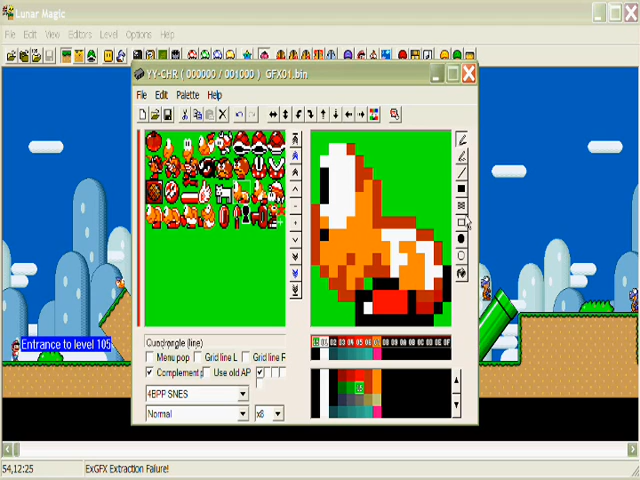 Lunar Magic
File Edit View Editors Level Options Help
YY-CHR ( 000000 / 001000 ) GFX01.bin
File Edit Palette Help
Cuadrongle (line)
Menu pop Grid line L Grid line R
Complement p Use old AP
4BPP SNES
Normal x8
Entrance to level 105
54,12:25 ExGFX Extraction Failure!